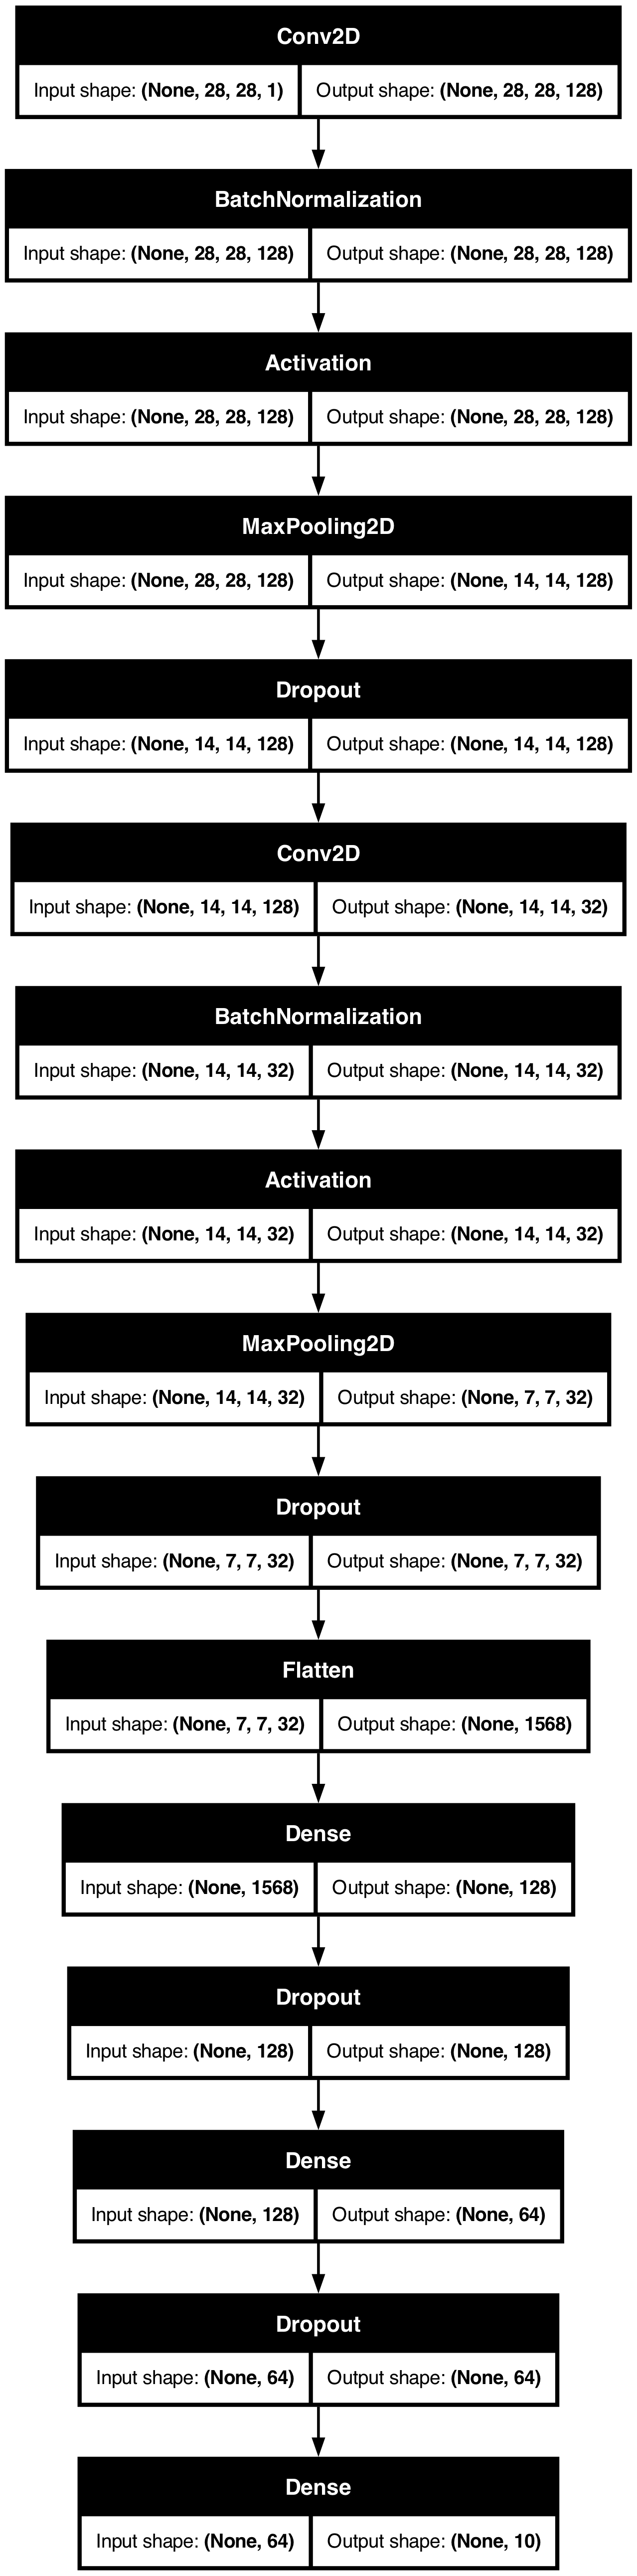 Conv2D
Input shape: (None, 28, 28, 1) Output shape: (None, 28, 28, 128)
BatchNormalization
Input shape: (None, 28, 28, 128) Output shape: (None, 28, 28, 128)
Activation
Input shape: (None, 28, 28, 128) Output shape: (None, 28, 28, 128)
MaxPooling2D
Input shape: (None, 28, 28, 128) Output shape: (None, 14, 14, 128)
Dropout
Input shape: (None, 14, 14, 128) Output shape: (None, 14, 14, 128)
Conv2D
Input shape: (None, 14, 14, 128) Output shape: (None, 14, 14, 32)
BatchNormalization
Input shape: (None, 14, 14, 32) Output shape: (None, 14, 14, 32)
Activation
Input shape: (None, 14, 14, 32) Output shape: (None, 14, 14, 32)
MaxPooling2D
Input shape: (None, 14, 14, 32) Output shape: (None, 7, 7, 32)
Dropout
Input shape: (None, 7, 7, 32) Output shape: (None, 7, 7, 32)
Flatten
Input shape: (None, 7, 7, 32) Output shape: (None, 1568)
Dense
Input shape: (None, 1568) Output shape: (None, 128)
Dropout
Input shape: (None, 128) Output shape: (None, 128)
Dense
Input shape: (None, 128) Output shape: (None, 64)
Dropout
Input shape: (None, 64) Output shape: (None, 64)
Dense
Input shape: (None, 64) Output shape: (None, 10)